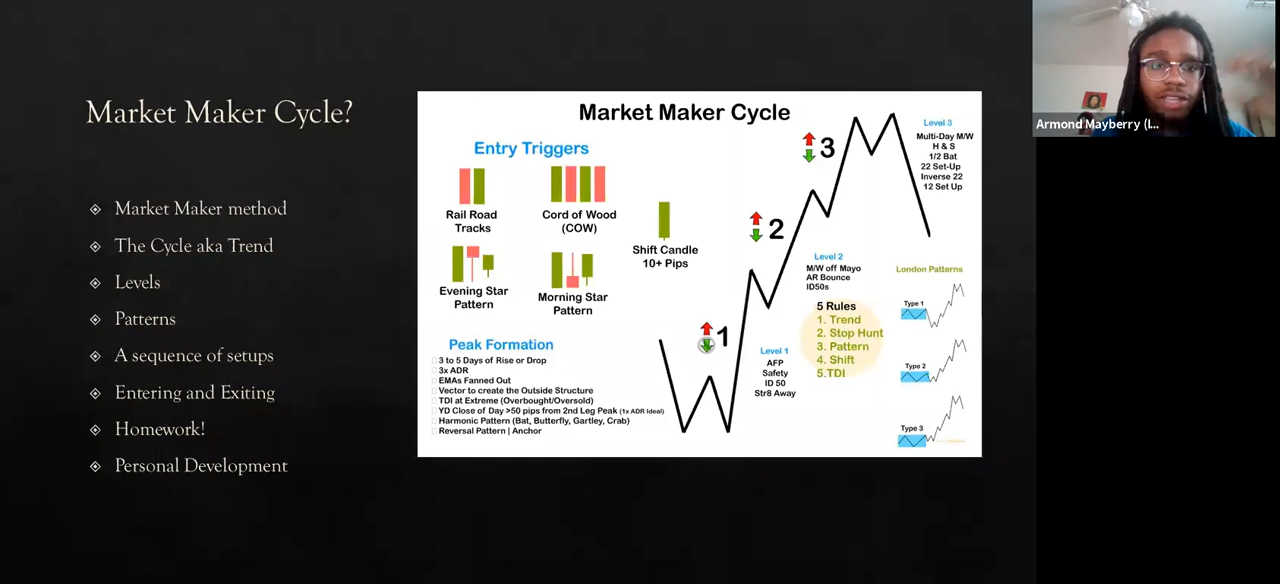 Market Maker Cycle?
Market Maker method
The Cycle aka Trend
Levels
Patterns
A sequence of setups
Entering and Exiting
Homework!
Personal Development
Market Maker Cycle
Entry Triggers
Rail Road
Tracks
Cord of Wood
(COW)
Evening Star
Pattern
Morning Star
Pattern
Shift Candle
10+ Pips
Peak Formation
3 to 5 Days of Rise or Drop
3x ADR
EMAs Fanned Out
Vector to create the Outside Structure
TDI at Extreme (Overbought/Oversold)
YD Close of Day >50 pips from 2nd Leg Peak (1x ADR Ideal)
Harmonic Pattern (Bat, Butterfly, Gartley, Crab)
Reversal Pattern | Anchor
1
2
3
Level 1
AFP
Safety
ID 50
Str8 Away
Level 2
M/W off Mayo
AR Bounce
ID50s
5 Rules
1. Trend
2. Stop Hunt
3. Pattern
4. Shift
5.TDI
Level 3
Multi-Day M/W
H & S
1/2 Bat
22 Set-Up
Inverse 22
12 Set Up
London Patterns
Type 1
Type 2
Type 3
Armond Mayberry (I...